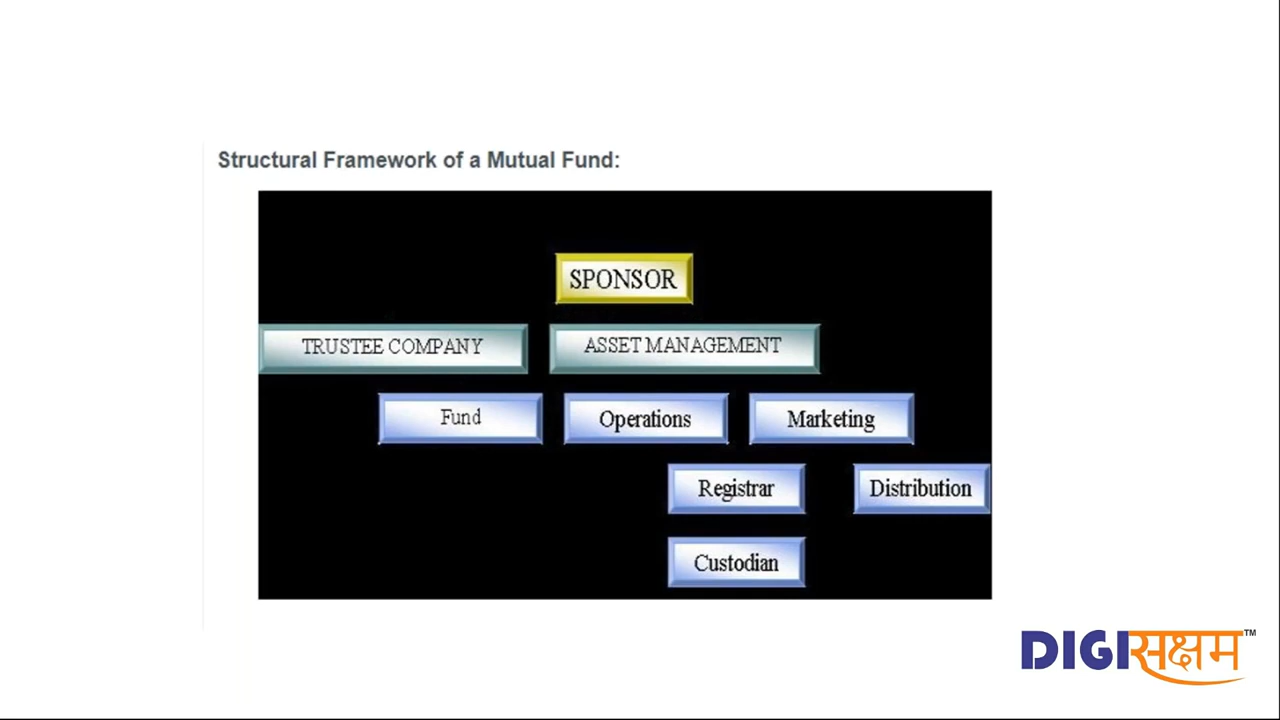 Structural Framework of a Mutual Fund:
SPONSOR
TRUSTEE COMPANY
ASSET MANAGEMENT
Fund
Operations
Marketing
Registrar
Distribution
Custodian
DIGIसक्षम™